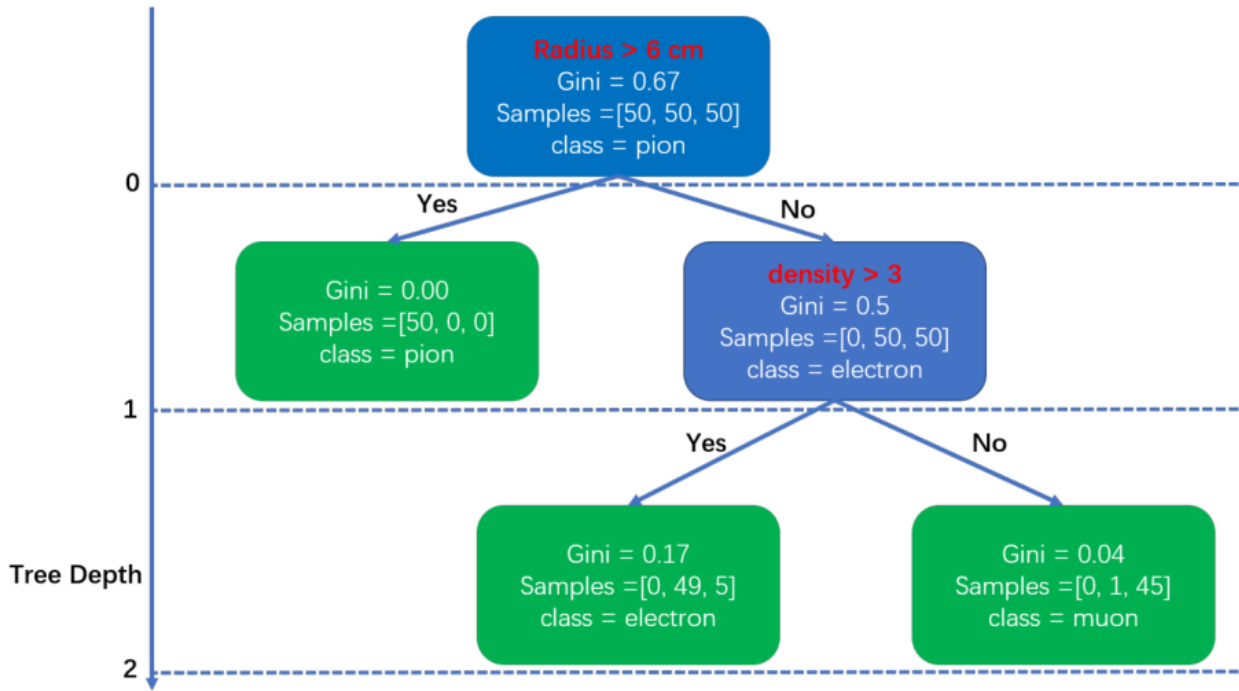 Radius > 6 cm
Gini = 0.67
Samples =[50, 50, 50]
class = pion
0
Yes
No
Gini = 0.00
Samples =[50, 0, 0]
class = pion
density > 3
Gini = 0.5
Samples =[0, 50, 50]
class = electron
1
Yes
No
Gini = 0.17
Samples =[0, 49, 5]
class = electron
Gini = 0.04
Samples =[0, 1, 45]
class = muon
Tree Depth
2